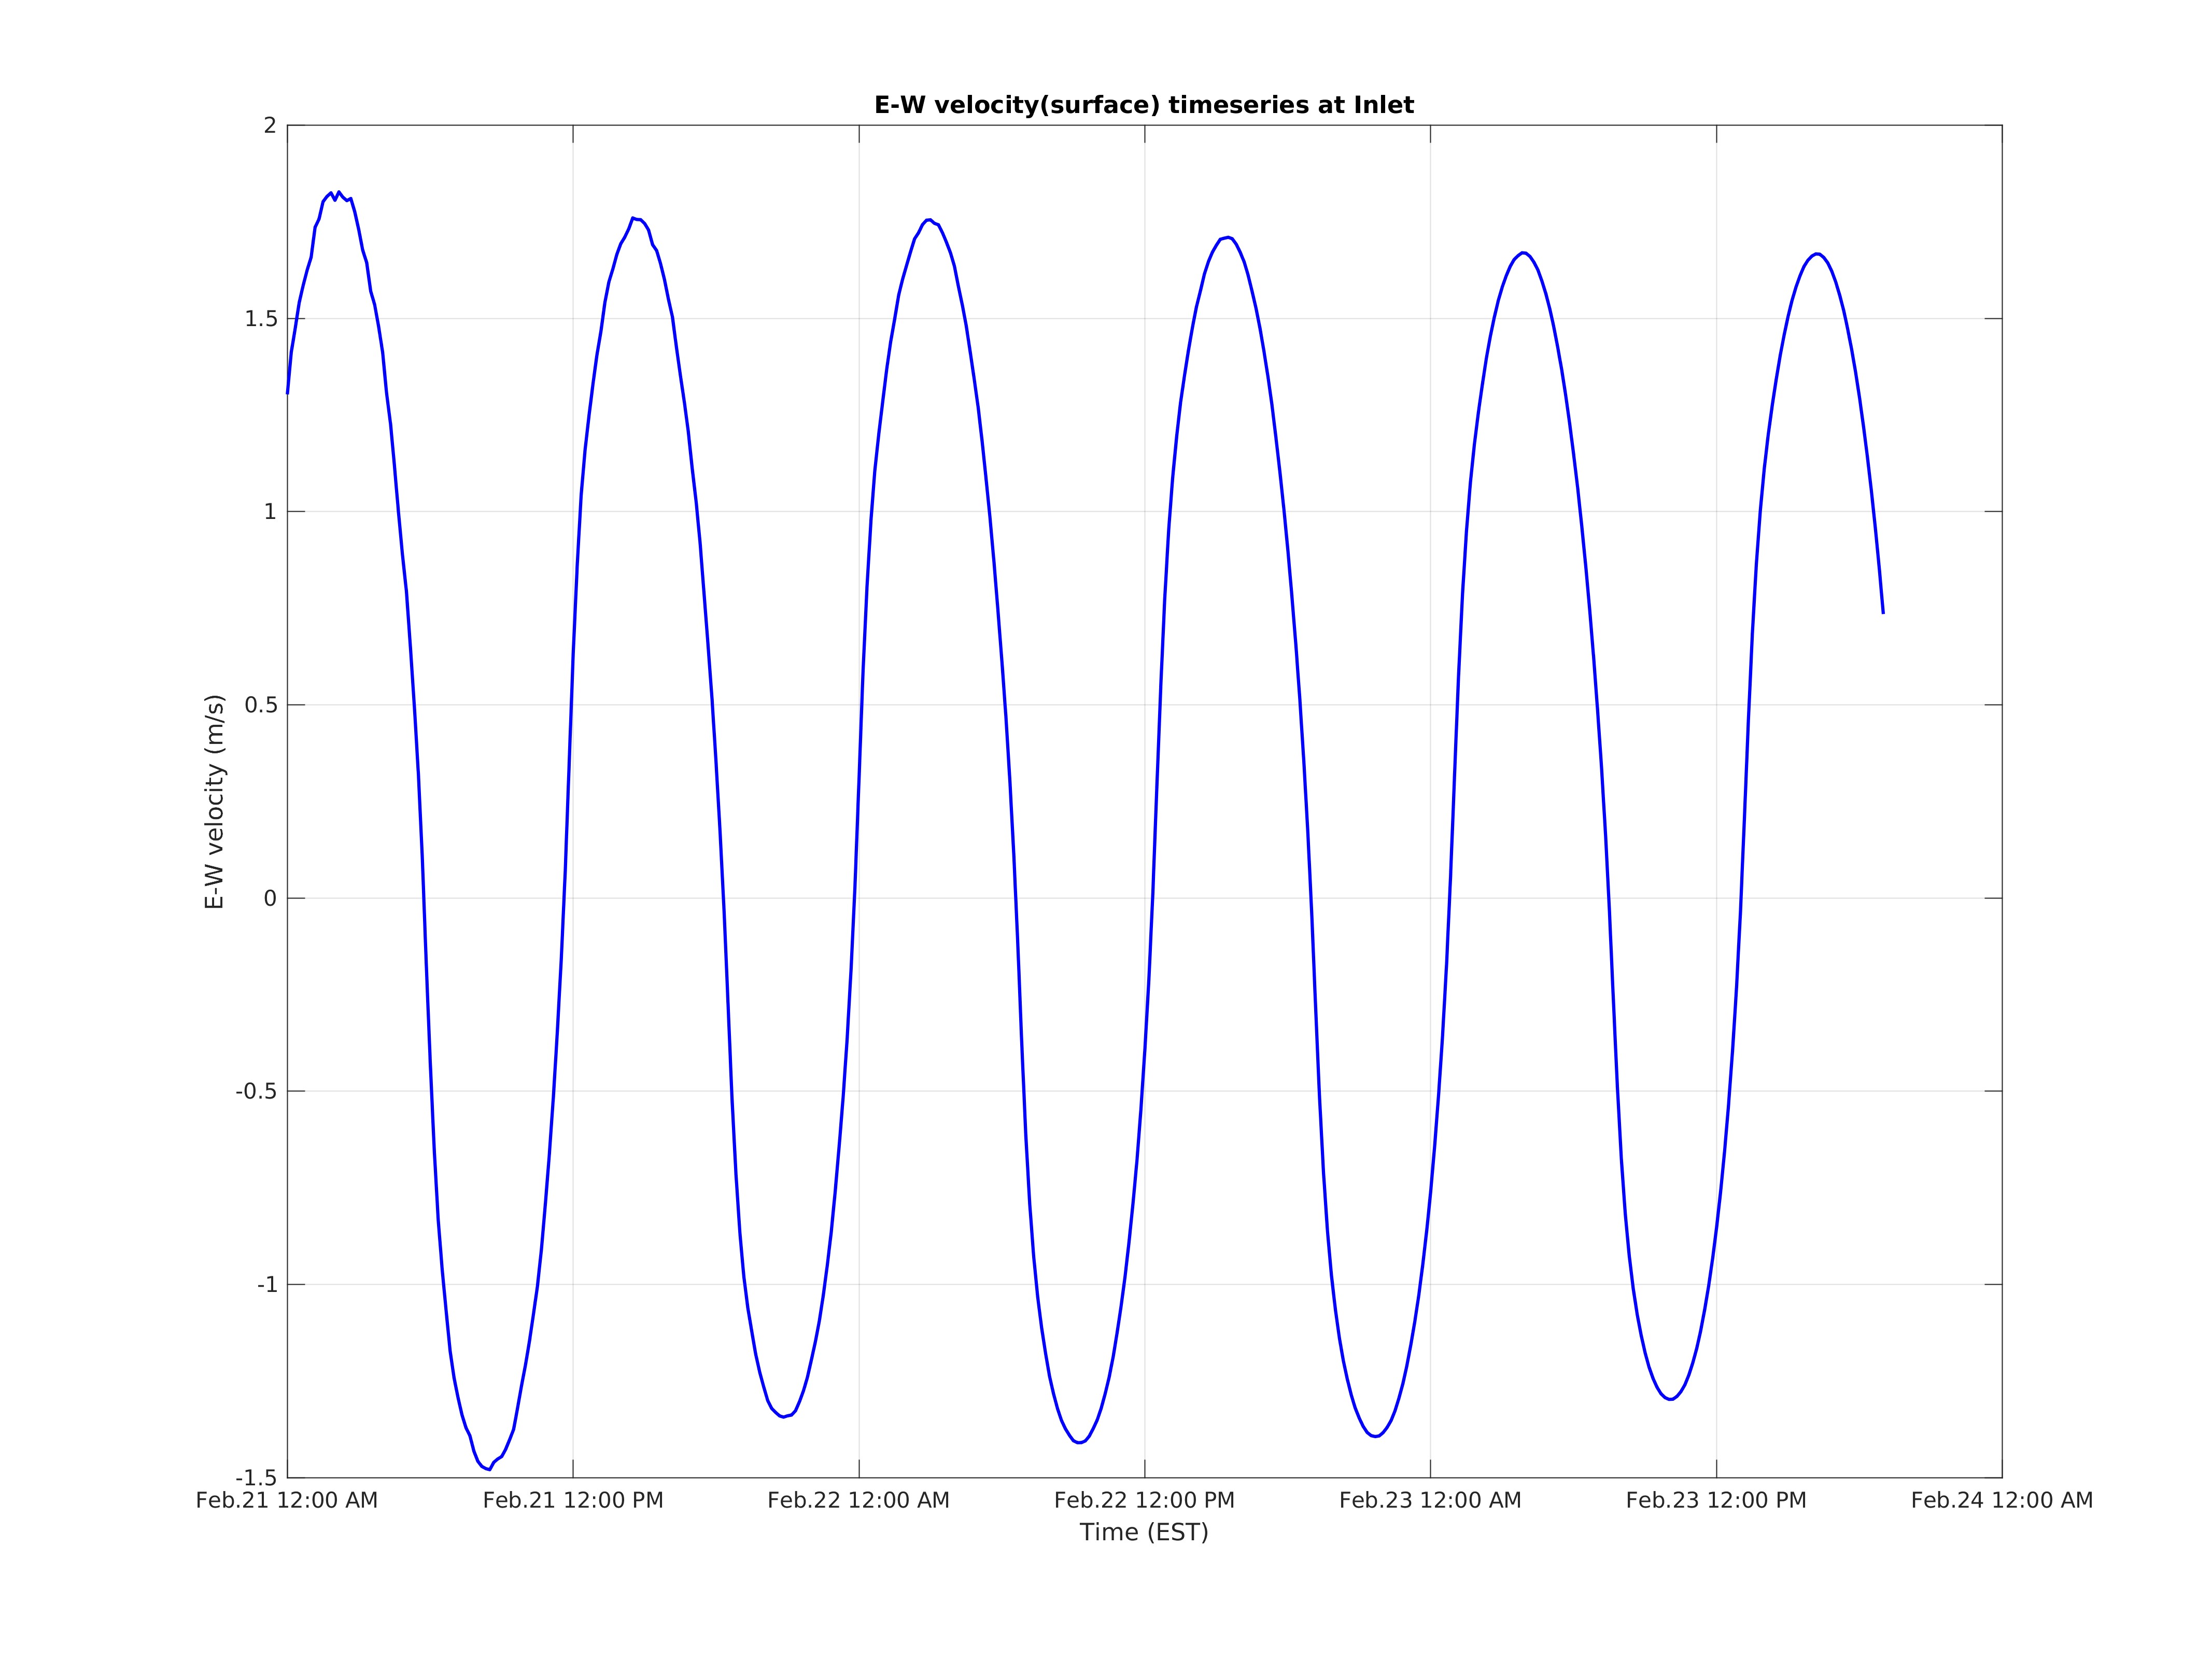 E-W velocity(surface) timeseries at Inlet
2
1.5
1
0.5
0
-0.5
-1
-1.5
E-W velocity (m/s)
Feb.21 12:00 AM
Feb.21 12:00 PM
Feb.22 12:00 AM
Feb.22 12:00 PM
Feb.23 12:00 AM
Feb.23 12:00 PM
Feb.24 12:00 AM
Time (EST)